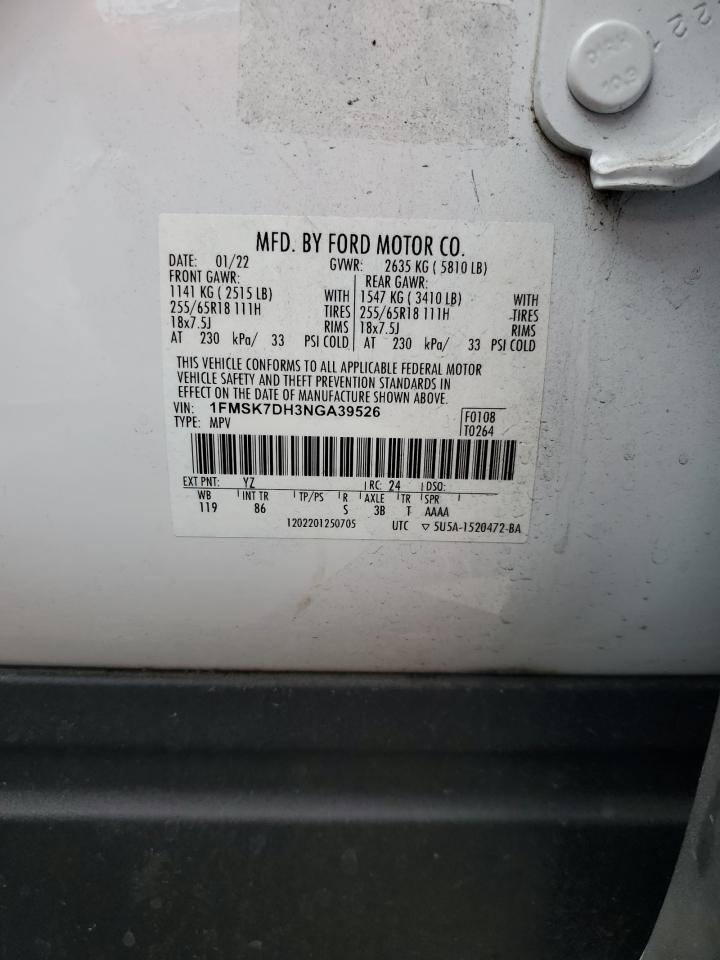 221
MFD. BY FORD MOTOR CO.
DATE: 01/22 GVWR: 2635 KG ( 5810 LB)
FRONT GAWR: REAR GAWR:
1141 KG ( 2515 LB) WITH 1547 KG ( 3410 LB) WITH
255/65R18 111H TIRES 255/65R18 111H TIRES
18x7.5J RIMS 18x7.5J RIMS
AT 230 kPa/ 33 PSI COLD AT 230 kPa/ 33 PSI COLD
THIS VEHICLE CONFORMS TO ALL APPLICABLE FEDERAL MOTOR
VEHICLE SAFETY AND THEFT PREVENTION STANDARDS IN
EFFECT ON THE DATE OF MANUFACTURE SHOWN ABOVE.
VIN: 1FMSK7DH3NGA39526 F0108
TYPE: MPV T0264
EXT PNT: YZ RC: 24 DSO:
WB INT TR TP/PS R AXLE TR SPR
119 86 S 3B T AAAA
1202201250705 UTC ▽ 5U5A-1520472-BA